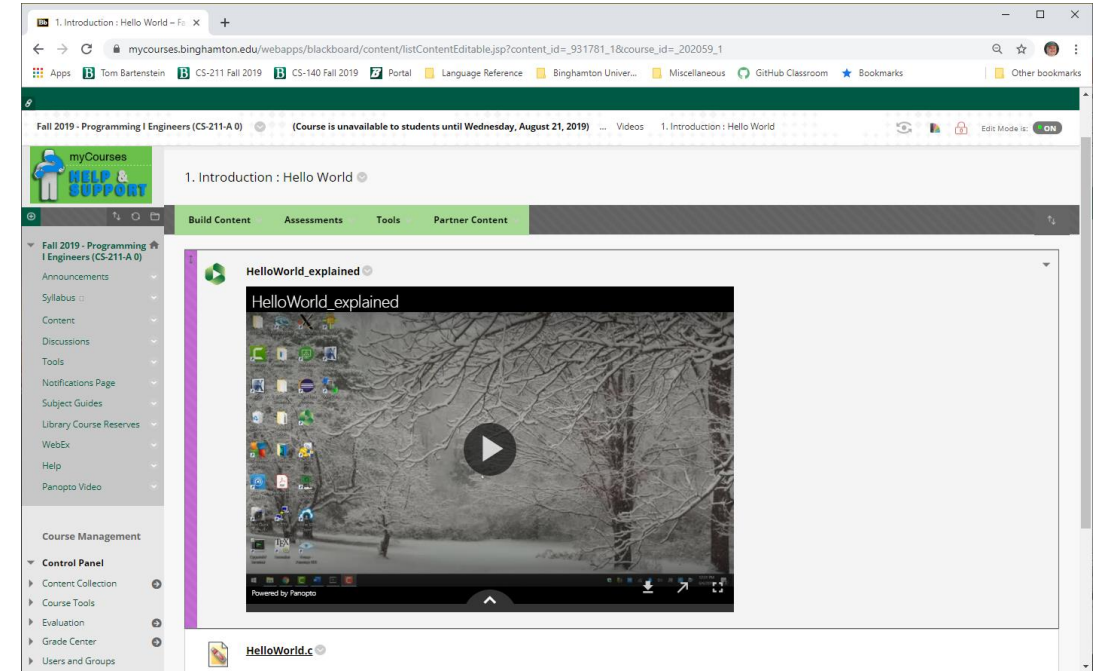 1. Introduction : Hello World – Fa
mycourses.binghamton.edu/webapps/blackboard/content/listContentEditable.jsp?content_id=_931781_1&course_id=_202059_1
Apps Tom Bartenstein CS-211 Fall 2019 CS-140 Fall 2019 Portal Language Reference Binghamton Univer... Miscellaneous GitHub Classroom Bookmarks Other bookmarks
Fall 2019 - Programming I Engineers (CS-211-A 0) (Course is unavailable to students until Wednesday, August 21, 2019) ... Videos 1. Introduction : Hello World Edit Mode is: ON
myCourses
HELP &
SUPPORT
1. Introduction : Hello World
Build Content Assessments Tools Partner Content
Fall 2019 - Programming
I Engineers (CS-211-A 0)
Announcements
Syllabus
Content
Discussions
Tools
Notifications Page
Subject Guides
Library Course Reserves
WebEx
Help
Panopto Video
Course Management
Control Panel
Content Collection
Course Tools
Evaluation
Grade Center
Users and Groups
HelloWorld_explained
HelloWorld_explained
Powered by Panopto
HelloWorld.c